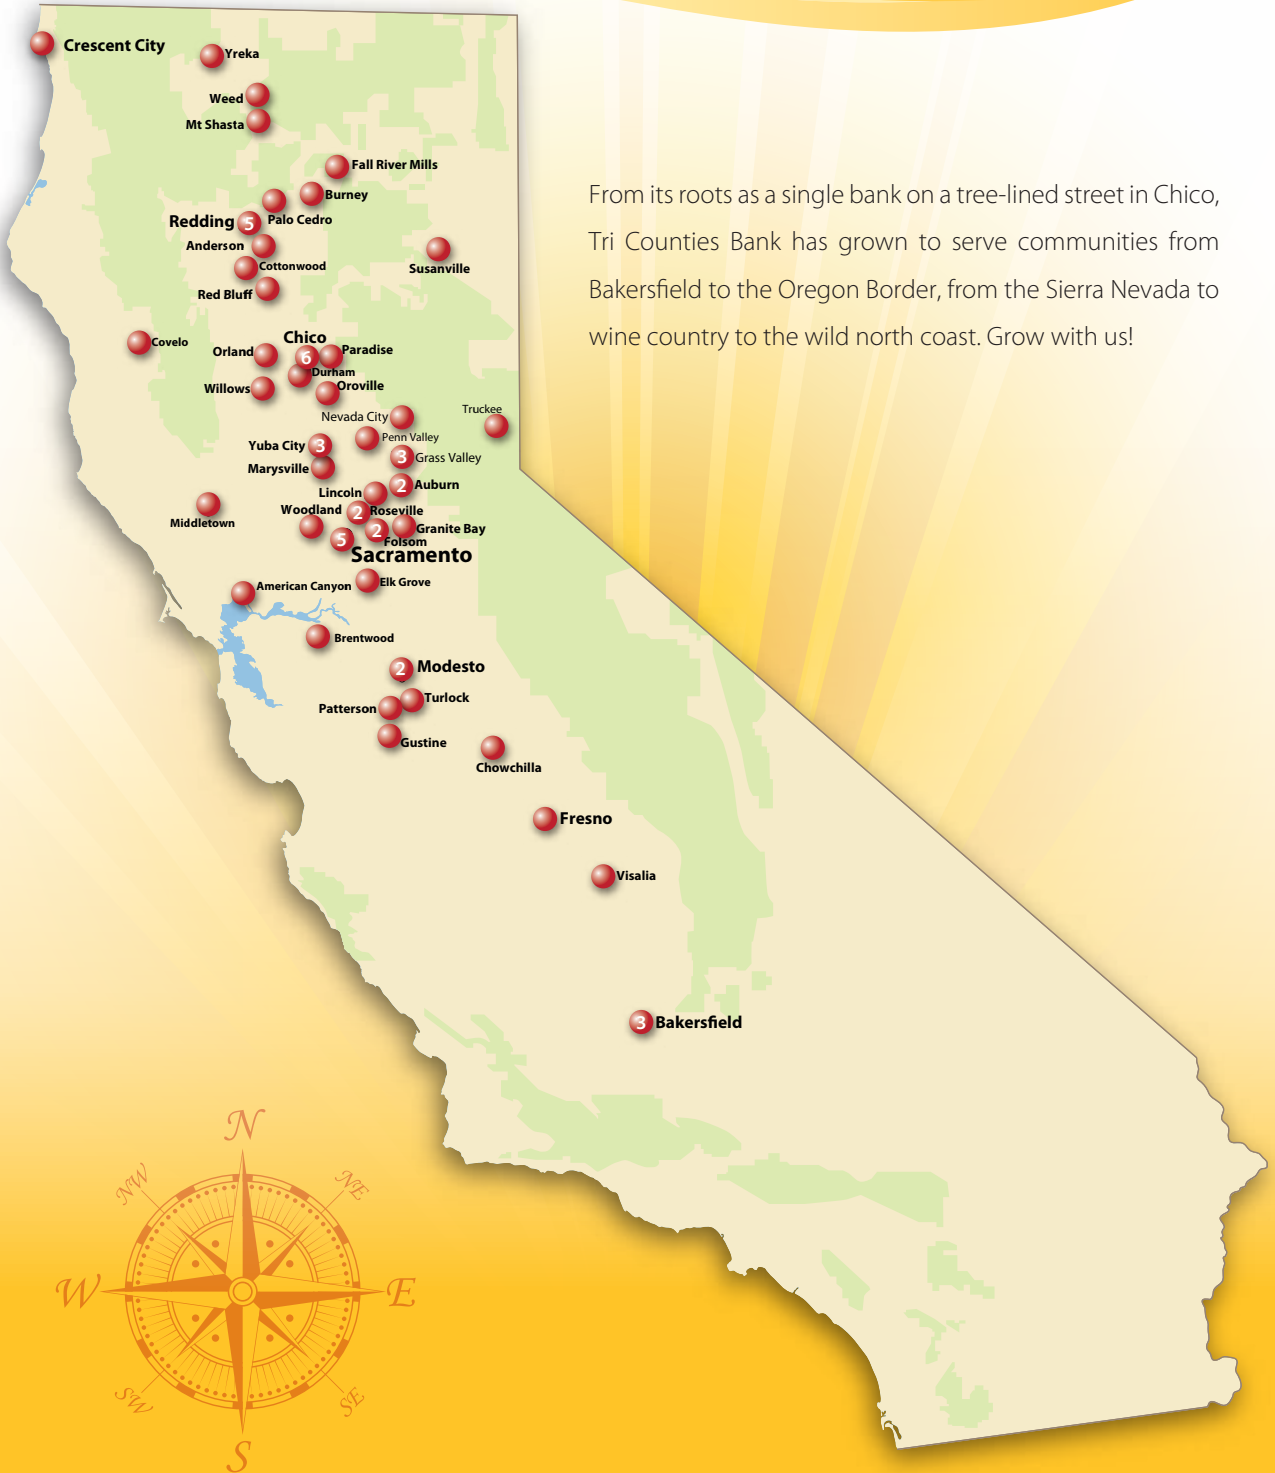 Crescent City
Yreka
Weed
Mt Shasta
Fall River Mills
Burney
Palo Cedro
Redding 5
Anderson
Cottonwood
Susanville
Red Bluff
Covelo
Chico
6
Orland
Paradise
Durham
Willows
Oroville
Nevada City
Truckee
Penn Valley
Yuba City 3
3 Grass Valley
Marysville
2 Auburn
Lincoln
Woodland
2 Roseville
Middletown
2
Granite Bay
Folsom
5
Sacramento
American Canyon
Elk Grove
Brentwood
2 Modesto
Turlock
Patterson
Gustine
Chowchilla
Fresno
Visalia
3 Bakersfield
From its roots as a single bank on a tree-lined street in Chico,
Tri Counties Bank has grown to serve communities from
Bakersfield to the Oregon Border, from the Sierra Nevada to
wine country to the wild north coast. Grow with us!
N
NW
NE
W
E
SW
SE
S